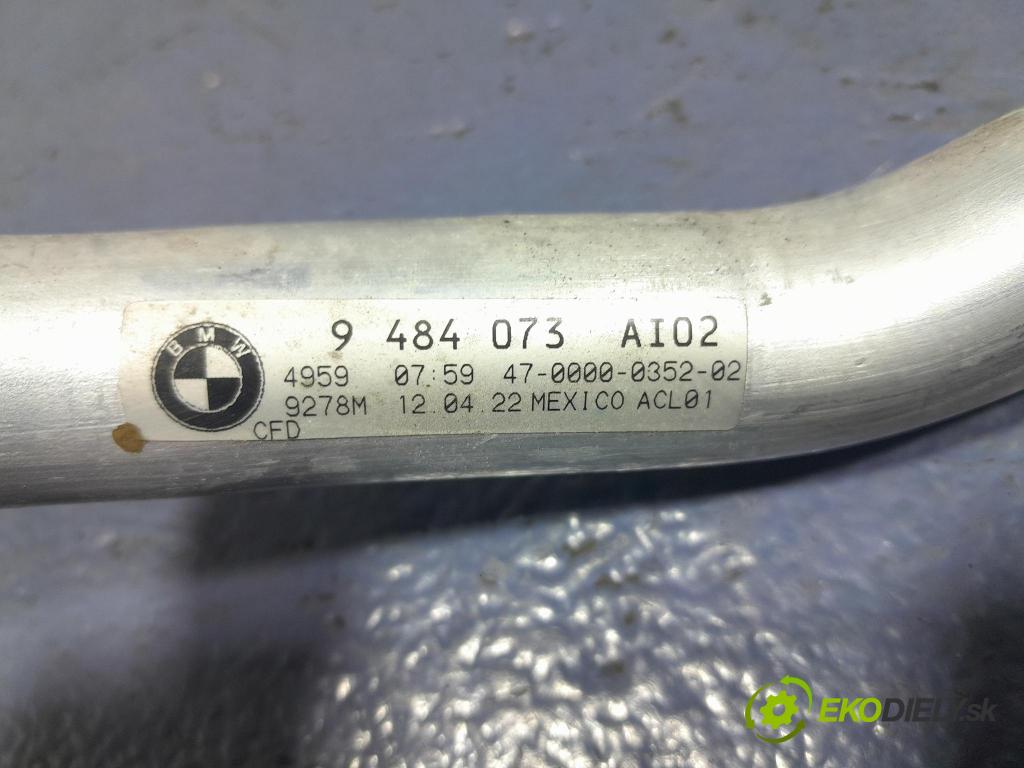 BMW
9 484 073 AI02
4959 07:59 47-0000-0352-02
9278M 12.04.22 MEXICO ACL01
CFD
EKODIELY.sk